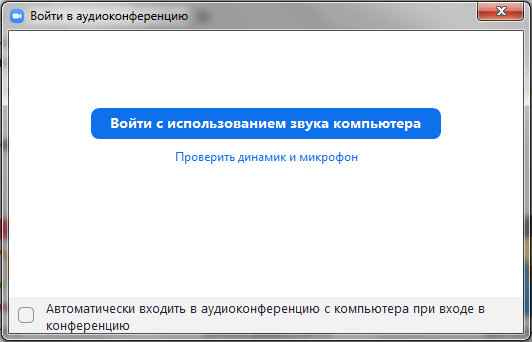 Войти в аудиоконференцию
Войти с использованием звука компьютера
Проверить динамик и микрофон
Автоматически входить в аудиоконференцию с компьютера при входе в
конференцию